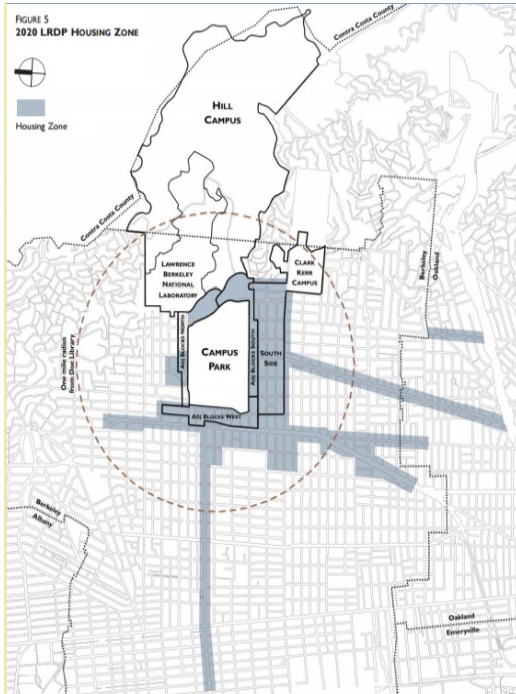 FIGURE 5
2020 LRDP HOUSING ZONE
Housing Zone
Contra Costa County
HILL
CAMPUS
Contra Costa County
LAWRENCE
BERKELEY
NATIONAL
LABORATORY
CLARK
KERR
CAMPUS
Berkeley
Oakland
One mile radius
from Doe Library
ADJ BLOCKS NORTH
CAMPUS
PARK
ADJ BLOCKS SOUTH
SOUTH
SIDE
ADJ BLOCKS WEST
Berkeley
Albany
Oakland
Emeryville